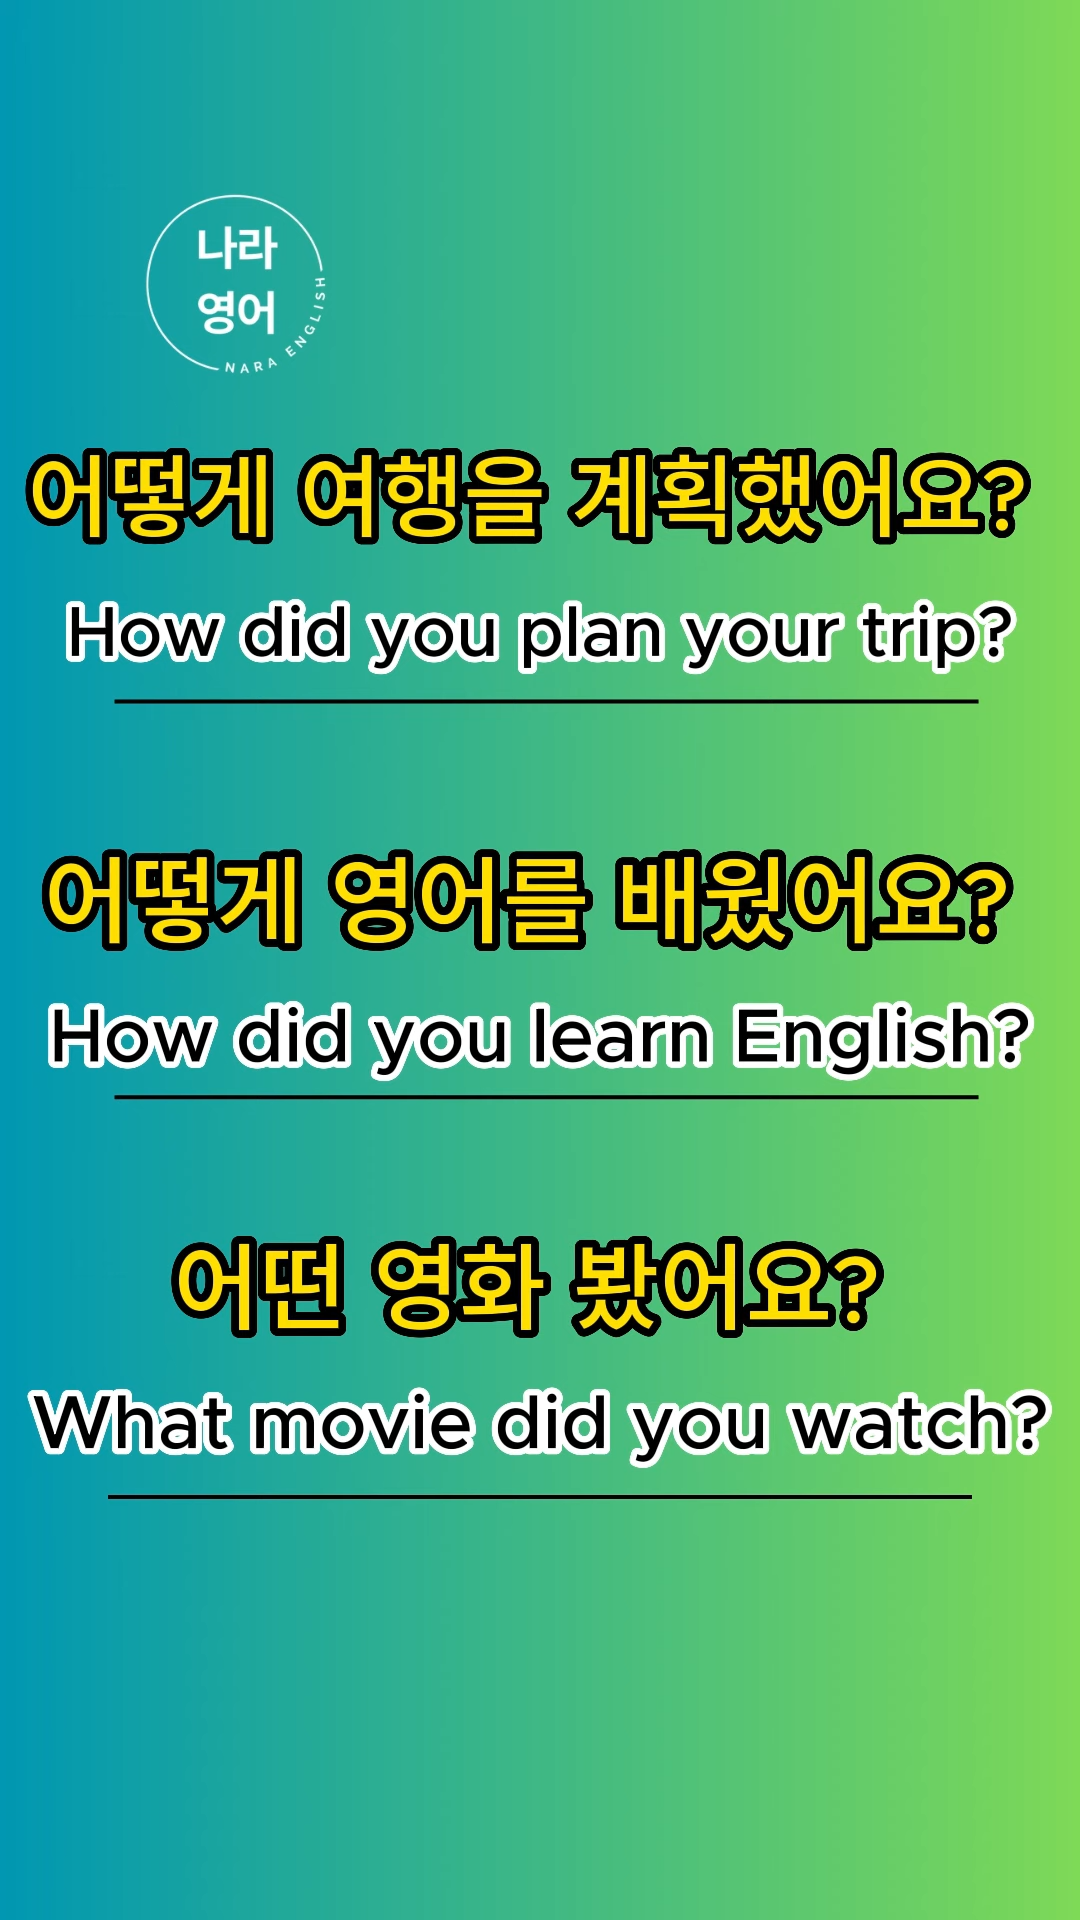 나라
영어
NARA ENGLISH
어떻게 여행을 계획했어요?
How did you plan your trip?
어떻게 영어를 배웠어요?
How did you learn English?
어떤 영화 봤어요?
What movie did you watch?